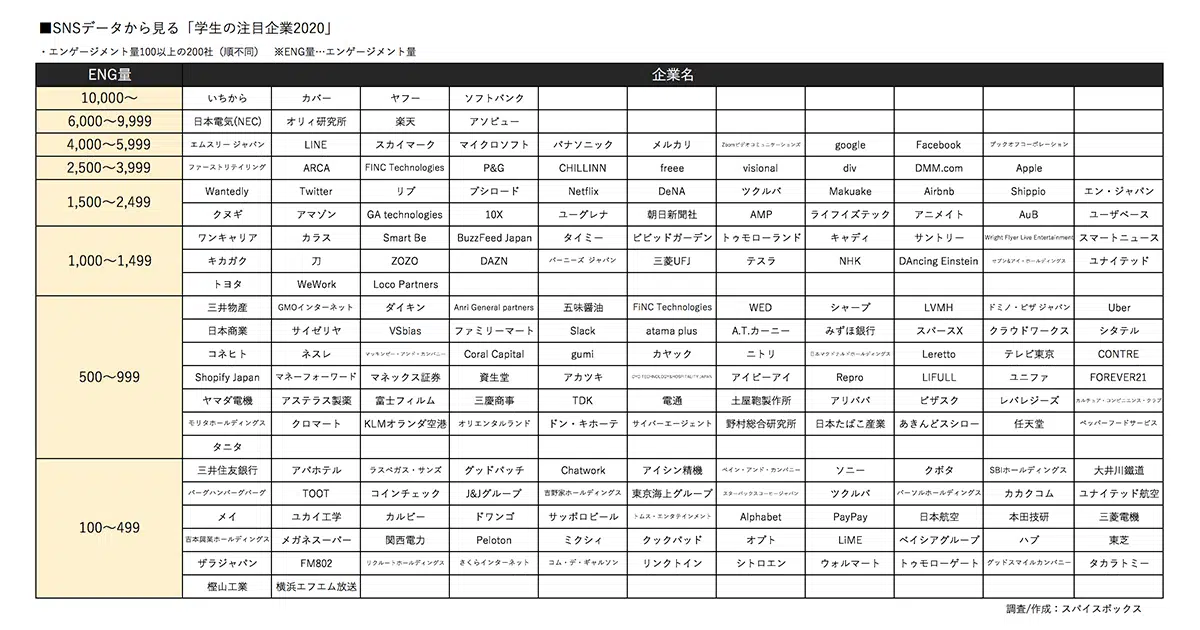 ■SNSデータから見る「学生の注目企業2020」
・エンゲージメント量100以上の200社（順不同） ※ENG量…エンゲージメント量
ENG量 企業名
10,000〜 いちから カバー ヤフー ソフトバンク
6,000〜9,999 日本電気(NEC) オリィ研究所 楽天 アソビュー
4,000〜5,999 エムスリー ジャパン LINE スカイマーク マイクロソフト パナソニック メルカリ Zoomビデオコミュニケーションズ google Facebook ブックオフコーポレーション
2,500〜3,999 ファーストリテイリング ARCA FINC Technologies P&G CHILLINN freee visional div DMM.com Apple
1,500〜2,499 Wantedly Twitter リブ ブシロード Netflix DeNA ツクルバ Makuake Airbnb Shippio エン・ジャパン
クヌギ アマゾン GA technologies 10X ユーグレナ 朝日新聞社 AMP ライフイズテック アニメイト AuB ユーザベース
1,000〜1,499 ワンキャリア カラス Smart Be BuzzFeed Japan タイミー ビビッドガーデン トゥモローランド キャディ サントリー Wright Flyer Live Entertainment スマートニュース
キカガク 刀 ZOZO DAZN バーニーズ ジャパン 三菱UFJ テスラ NHK DAncing Einstein セブン&アイ・ホールディングス ユナイテッド
トヨタ WeWork Loco Partners
500〜999 三井物産 GMOインターネット ダイキン Anri General partners 五味醤油 FiNC Technologies WED シャープ LVMH ドミノ・ピザ ジャパン Uber
日本商業 サイゼリヤ VSbias ファミリーマート Slack atama plus A.T.カーニー みずほ銀行 スパースX クラウドワークス シタテル
コネヒト ネスレ マッキンゼー・アンド・カンパニー Coral Capital gumi カヤック ニトリ 日本マクドナルドホールディングス Leretto テレビ東京 CONTRE
Shopify Japan マネーフォーワード マネックス証券 資生堂 アカツキ OYO TECHNOLOGY&HOSPITALITY JAPAN アイビーアイ Repro LIFULL ユニファ FOREVER21
ヤマダ電機 アステラス製薬 富士フィルム 三慶商事 TDK 電通 土屋鞄製作所 アリババ ビザスク レバレジーズ カルチュア・コンビニエンス・クラブ
モリタホールディングス クロマート KLMオランダ空港 オリエンタルランド ドン・キホーテ サイバーエージェント 野村総合研究所 日本たばこ産業 あきんどスシロー 任天堂 ペッパーフードサービス
タニタ
100〜499 三井住友銀行 アパホテル ラスベガス・サンズ グッドパッチ Chatwork アイシン精機 ベイン・アンド・カンパニー ソニー クボタ SBIホールディングス 大井川鐵道
バーグハンバーグバーグ TOOT コインチェック J&Jグループ 吉野家ホールディングス 東京海上グループ スターバックスコーヒージャパン ツクルバ パーソルホールディングス カカクコム ユナイテッド航空
メイ ユカイ工学 カルビー ドワンゴ サッポロビール トムス・エンタテインメント Alphabet PayPay 日本航空 本田技研 三菱電機
吉本興業ホールディングス メガネスーパー 関西電力 Peloton ミクシィ クックパッド オプト LiME ベイシアグループ ハブ 東芝
ザラジャパン FM802 リクルートホールディングス さくらインターネット コム・デ・ギャルソン リンクトイン シトロエン ウォルマート トゥモローゲート グッドスマイルカンパニー タカラトミー
樫山工業 横浜エフエム放送
調査/作成：スパイスボックス